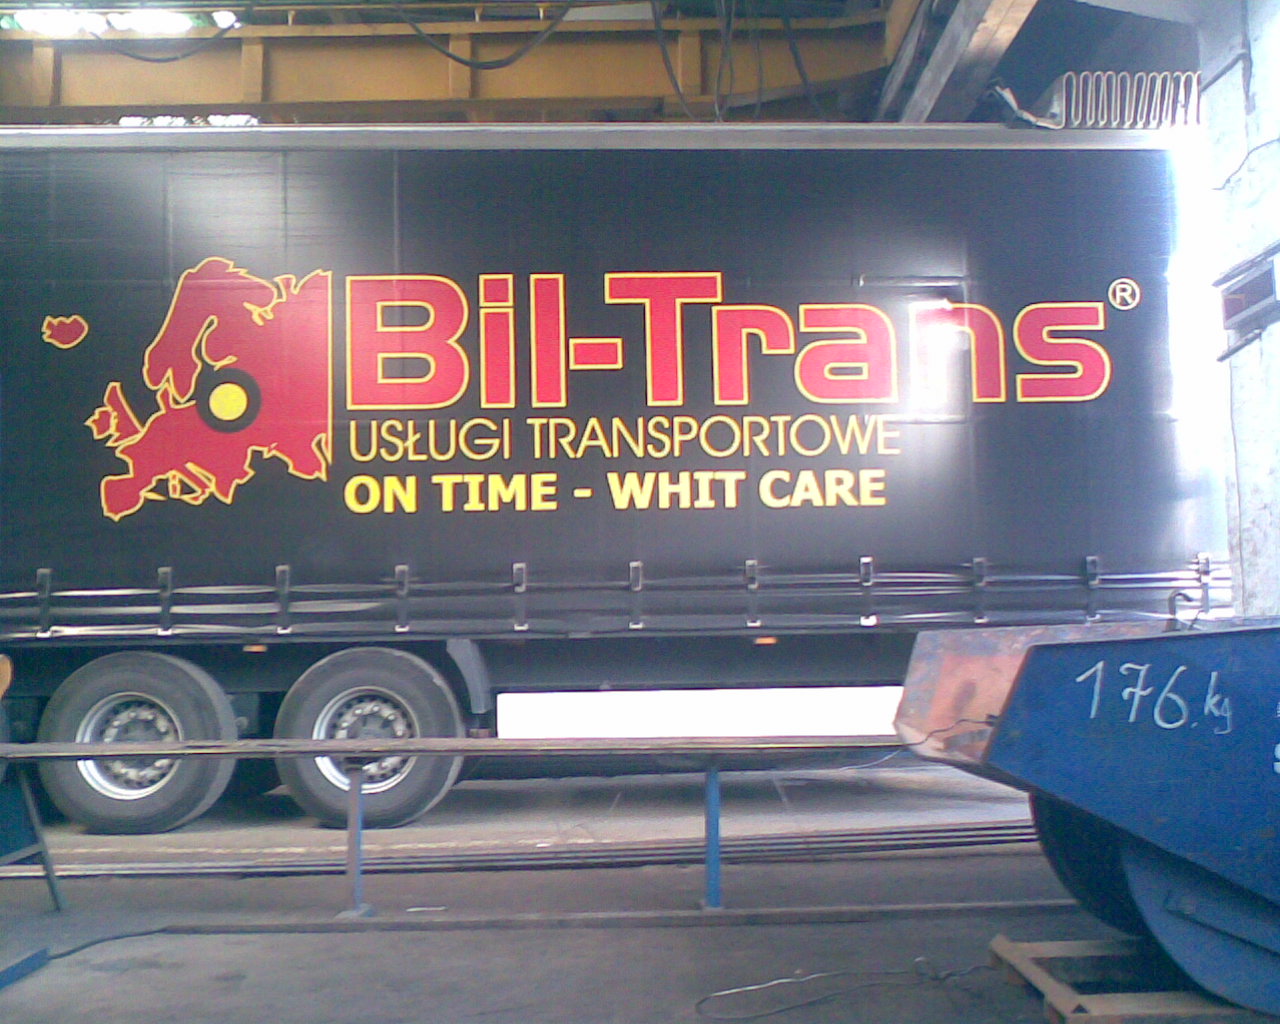 Bil-Trans®
USŁUGI TRANSPORTOWE
ON TIME - WHIT CARE
176.kg